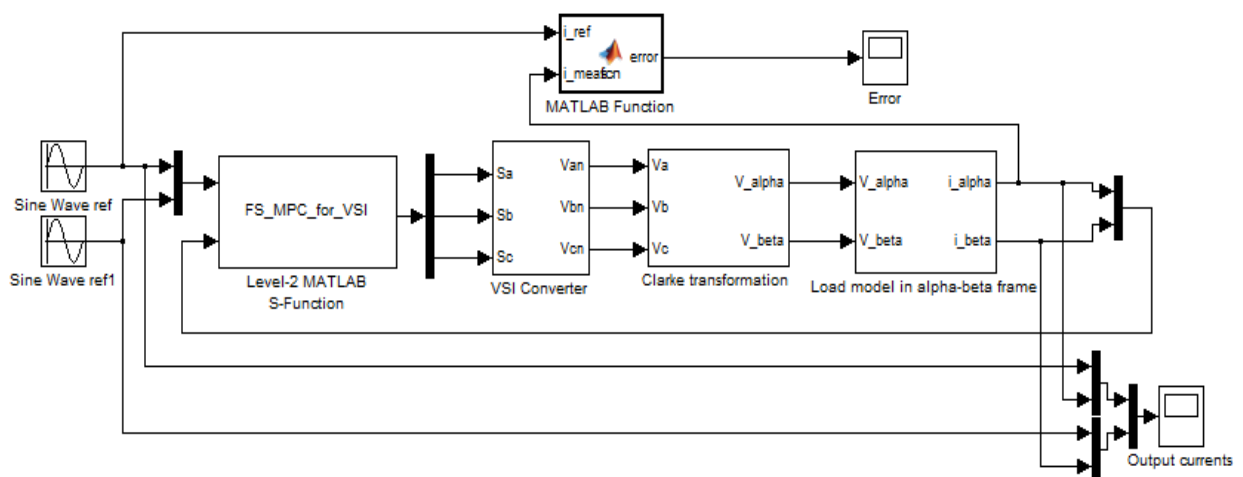 i_ref
i_meas
fcn
error
MATLAB Function
Error
Sine Wave ref
Sine Wave ref1
FS_MPC_for_VSI
Level-2 MATLAB
S-Function
Sa
Sb
Sc
Van
Vbn
Vcn
VSI Converter
Va
Vb
Vc
V_alpha
V_beta
Clarke transformation
V_alpha
V_beta
i_alpha
i_beta
Load model in alpha-beta frame
Output currents